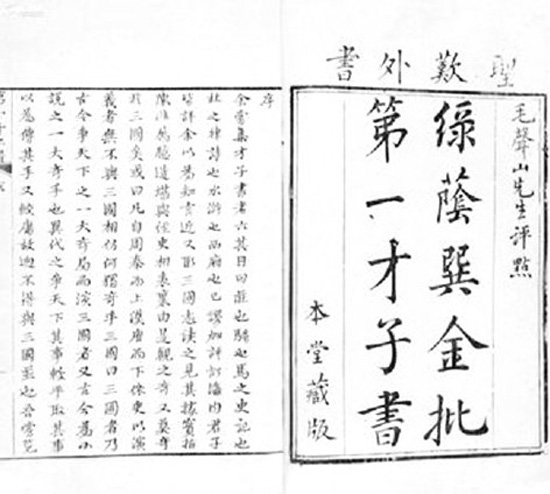 聖歎外書
毛聲山先生評點
綠蔭巽金批
第一才子書
本堂藏版
序
余嘗集才子書者六其目曰莊也騷也馬之史記也
杜之律詩也水滸也西廂也已謬加評訂海內君子
皆許余以為知言近又取三國志讀之見其據實指
陳非屬臆造堪與經史相表裏由是觀之奇又莫奇
於三國矣或曰凡自周秦而上漢唐而下依史以演
義者無不與三國相仿何獨奇乎三國曰三國者乃
古今爭天下之一大奇局而演三國者又古今為小
說之一大奇手也異代之爭天下其事較平取其事
以為傳其手又較庸故迥不得與三國並也吾嘗覽